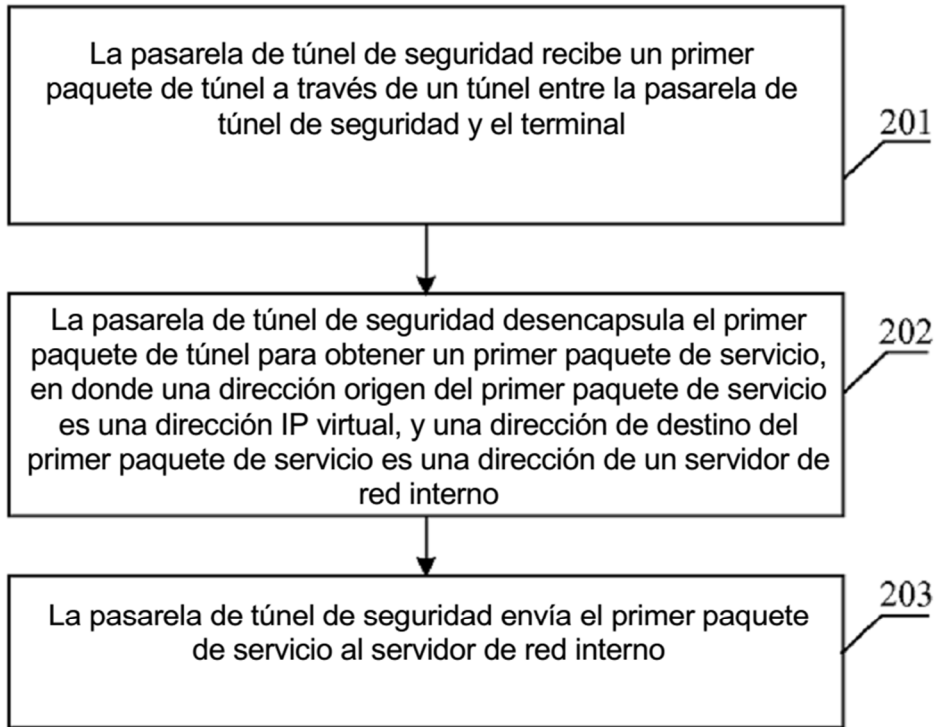 La pasarela de túnel de seguridad recibe un primer
paquete de túnel a través de un túnel entre la pasarela de
túnel de seguridad y el terminal
201
La pasarela de túnel de seguridad desencapsula el primer
paquete de túnel para obtener un primer paquete de servicio,
en donde una dirección origen del primer paquete de servicio
es una dirección IP virtual, y una dirección de destino del
primer paquete de servicio es una dirección de un servidor de
red interno
202
La pasarela de túnel de seguridad envía el primer paquete
de servicio al servidor de red interno
203